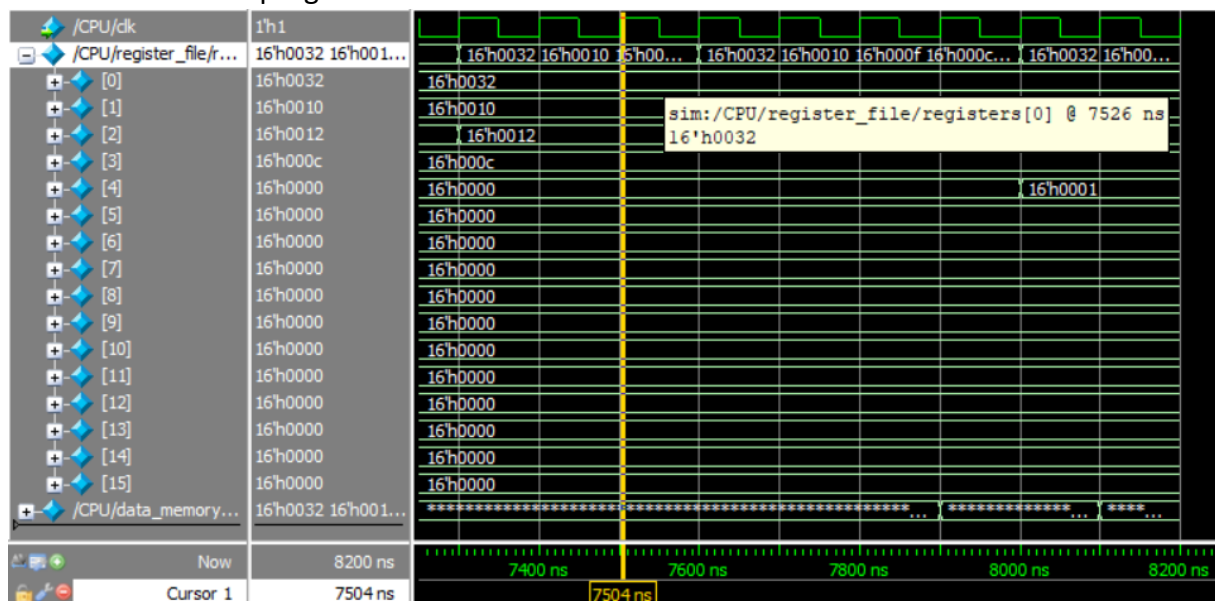 /CPU/clk 1'h1
/CPU/register_file/r... 16'h0032 16'h001... 16'h0032 16'h0010 16'h00... 16'h0032 16'h0010 16'h000f 16'h000c... 16'h0032 16'h00...
[0] 16'h0032 16'h0032
[1] 16'h0010 16'h0010
sim:/CPU/register_file/registers[0] @ 7526 ns
16'h0032
[2] 16'h0012 16'h0012
[3] 16'h000c 16'h000c
[4] 16'h0000 16'h0000 16'h0001
[5] 16'h0000 16'h0000
[6] 16'h0000 16'h0000
[7] 16'h0000 16'h0000
[8] 16'h0000 16'h0000
[9] 16'h0000 16'h0000
[10] 16'h0000 16'h0000
[11] 16'h0000 16'h0000
[12] 16'h0000 16'h0000
[13] 16'h0000 16'h0000
[14] 16'h0000 16'h0000
[15] 16'h0000 16'h0000
/CPU/data_memory... 16'h0032 16'h001...
Now 8200 ns 7400 ns 7600 ns 7800 ns 8000 ns 8200 ns
Cursor 1 7504 ns 7504 ns